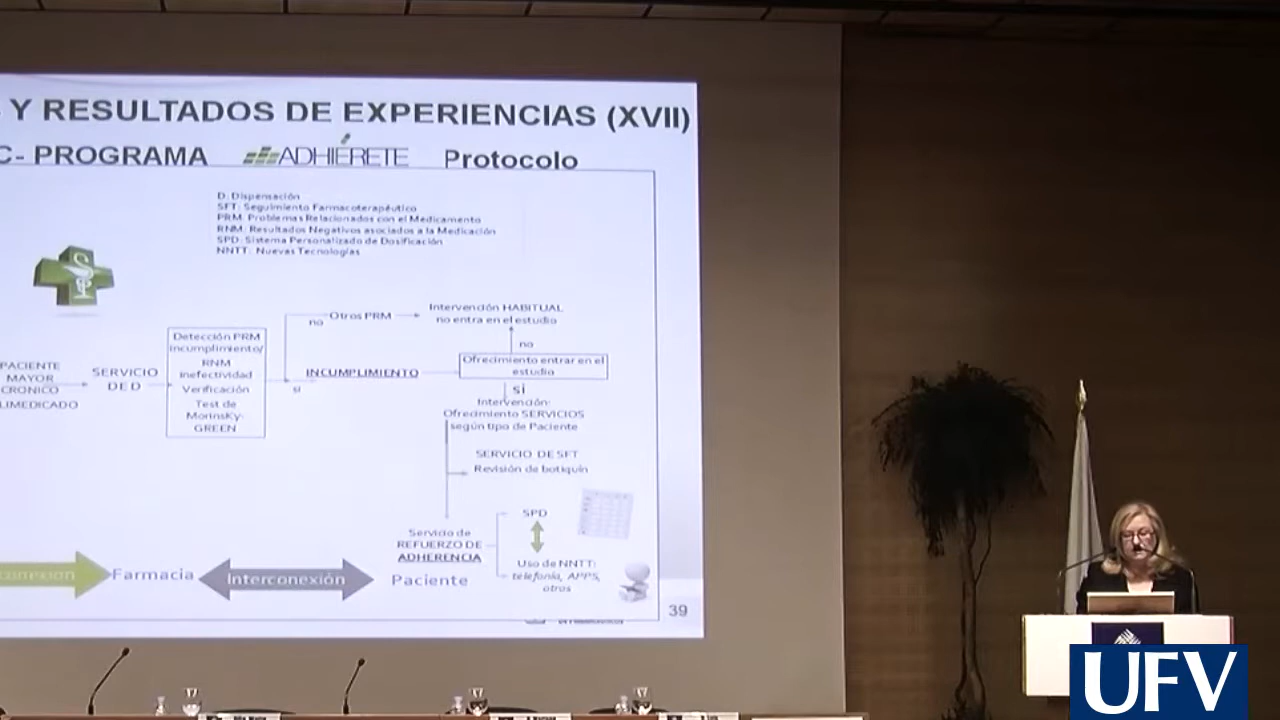 Y RESULTADOS DE EXPERIENCIAS (XVII)
C- PROGRAMA ADHIÉRETE Protocolo
D: Dispensación
SFT: Seguimiento Farmacoterapéutico
PRM: Problemas Relacionados con el Medicamento
RNM: Resultados Negativos asociados a la Medicación
SPD: Sistema Personalizado de Dosificación
NNTT: Nuevas Tecnologías
PACIENTE
MAYOR
CRONICO
LIMEDICADO
SERVICIO
DE D
Detección PRM
incumplimiento/
RNM
inefectividad
Verificación
Test de
MorinsKy-
GREEN
no
Otros PRM
Intervención HABITUAL
no entra en el estudio
si
INCUMPLIMIENTO
no
Ofrecimiento entrar en el
estudio
SÍ
Intervención:
Ofrecimiento SERVICIOS
según tipo de Paciente
SERVICIO DE SFT
Revisión de botiquín
Servicio de
REFUERZO DE
ADHERENCIA
SPD
Uso de NNTT:
telefonía, APPS,
otros
conexión
Farmacia
Interconexión
Paciente
39
UFV